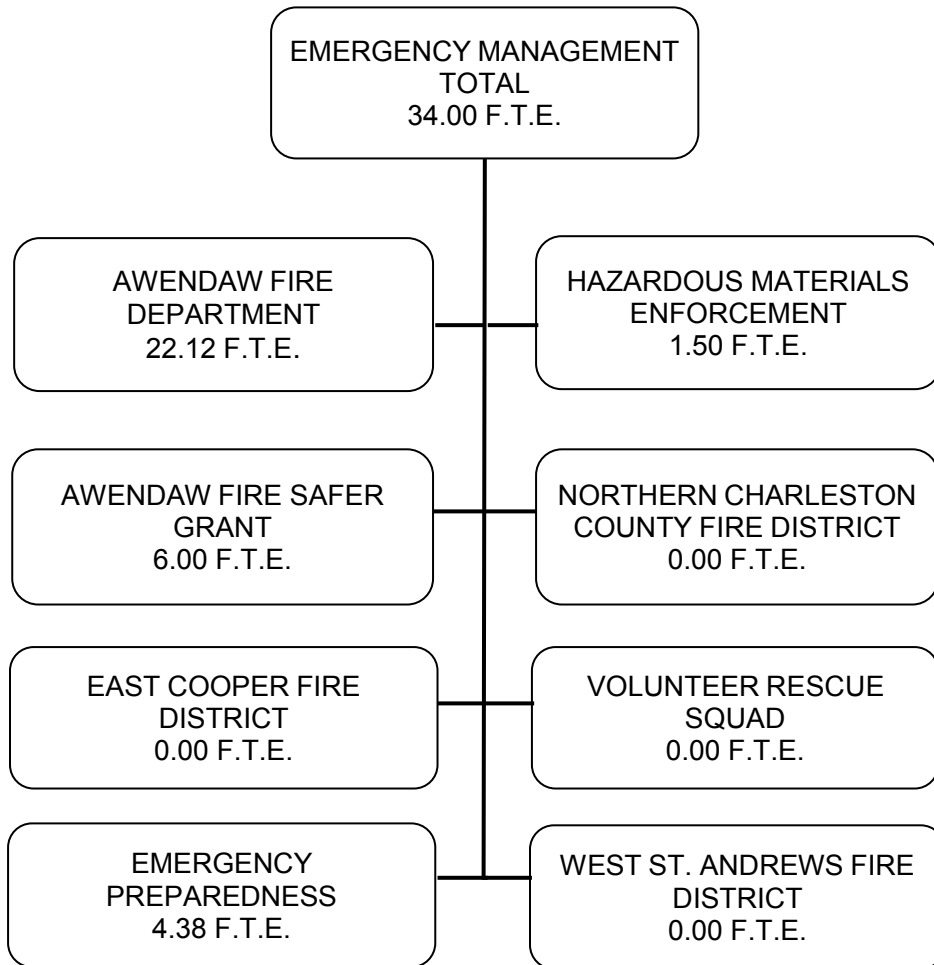 EMERGENCY MANAGEMENT
TOTAL
34.00 F.T.E.
AWENDAW FIRE
DEPARTMENT
22.12 F.T.E.
HAZARDOUS MATERIALS
ENFORCEMENT
1.50 F.T.E.
AWENDAW FIRE SAFER
GRANT
6.00 F.T.E.
NORTHERN CHARLESTON
COUNTY FIRE DISTRICT
0.00 F.T.E.
EAST COOPER FIRE
DISTRICT
0.00 F.T.E.
VOLUNTEER RESCUE
SQUAD
0.00 F.T.E.
EMERGENCY
PREPAREDNESS
4.38 F.T.E.
WEST ST. ANDREWS FIRE
DISTRICT
0.00 F.T.E.